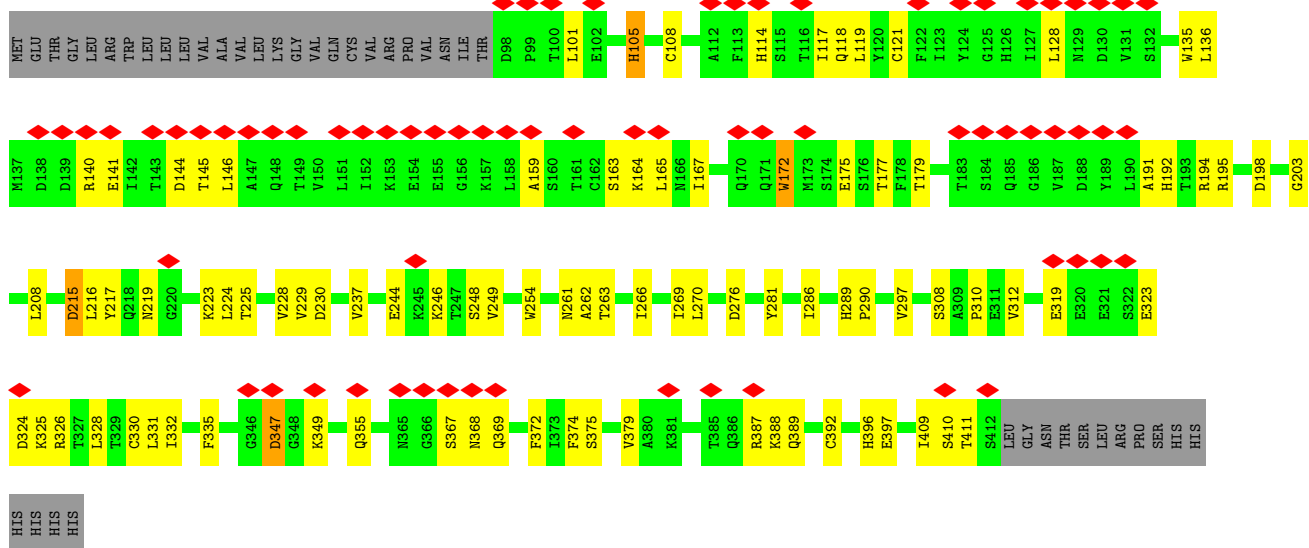 MET GLU THR GLY LEU ARG TRP LEU LEU LEU VAL ALA VAL LEU LYS GLY VAL GLN CYS VAL ARG PRO VAL ASN ILE THR D98 P99 T100 L101 E102 H105 C108 A112 F113 H114 S115 T116 I117 Q118 L119 Y120 C121 F122 I123 Y124 G125 H126 I127 L128 N129 D130 V131 S132 W135 L136
M137 D138 D139 R140 E141 I142 T143 D144 T145 L146 A147 Q148 T149 V150 L151 I152 K153 E154 E155 G156 K157 L158 A159 S160 T161 C162 S163 K164 L165 N166 I167 Q170 Q171 W172 M173 S174 E175 S176 T177 F178 T179 T183 S184 Q185 G186 V187 D188 Y189 L190 A191 H192 T193 R194 R195 D198 G203
L208 D215 L216 Y217 Q218 N219 G220 K223 L224 T225 V228 V229 D230 V237 E244 K245 K246 T247 S248 V249 W254 N261 A262 T263 I266 I269 L270 D276 Y281 I286 H289 P290 V297 S308 A309 P310 E311 V312 E319 E320 E321 S322 E323
D324 K325 R326 T327 L328 T329 C330 L331 I332 F335 G346 D347 G348 K349 Q355 N365 G366 S367 N368 Q369 F372 I373 F374 S375 V379 A380 K381 T385 Q386 R387 K388 Q389 C392 H396 E397 I409 S410 T411 S412 LEU GLY ASN THR SER LEU ARG PRO SER HIS HIS
HIS HIS HIS HIS